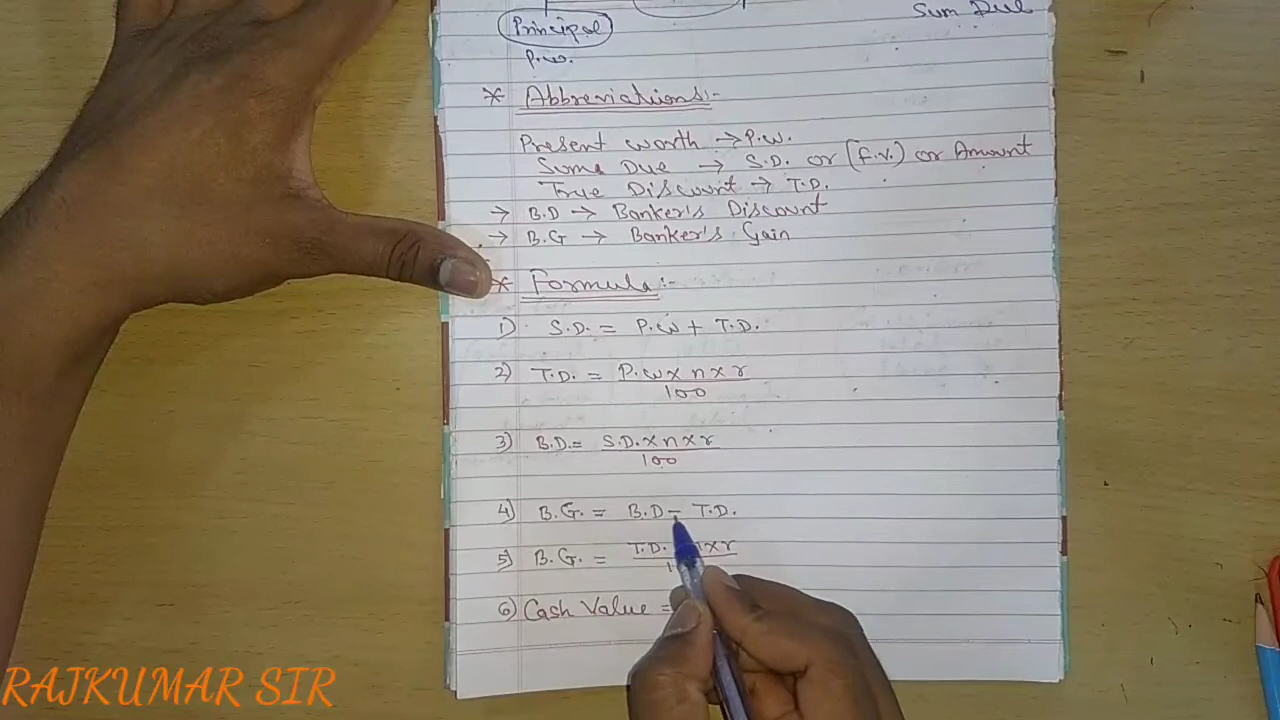 Principal
Sum Due
P.W.
* Abbreviations:-
Present worth → P.W.
Sum Due → S.D. or (F.V.) or Amount
True Discount → T.D.
→ B.D → Banker's Discount
→ B.G → Banker's Gain
* Formula:-
1) S.D. = P.W + T.D.
2) T.D. = P.W x n x r
100
3) B.D. = S.D. x n x r
100
4) B.G. = B.D - T.D.
5) B.G. = T.D. x r
6) Cash Value =
RAJKUMAR SIR